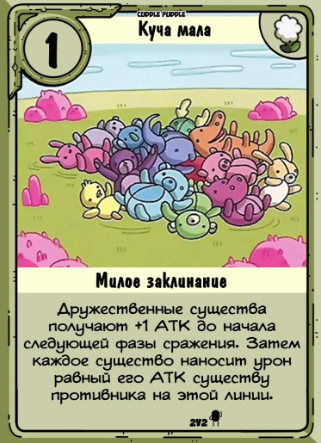 CUDDLE PUDDLE
1
Куча мала
Милое заклинание
Дружественные существа
получают +1 АТК до начала
следующей фазы сражения. Затем
каждое существо наносит урон
равный его АТК существу
противника на этой линии.
2V2